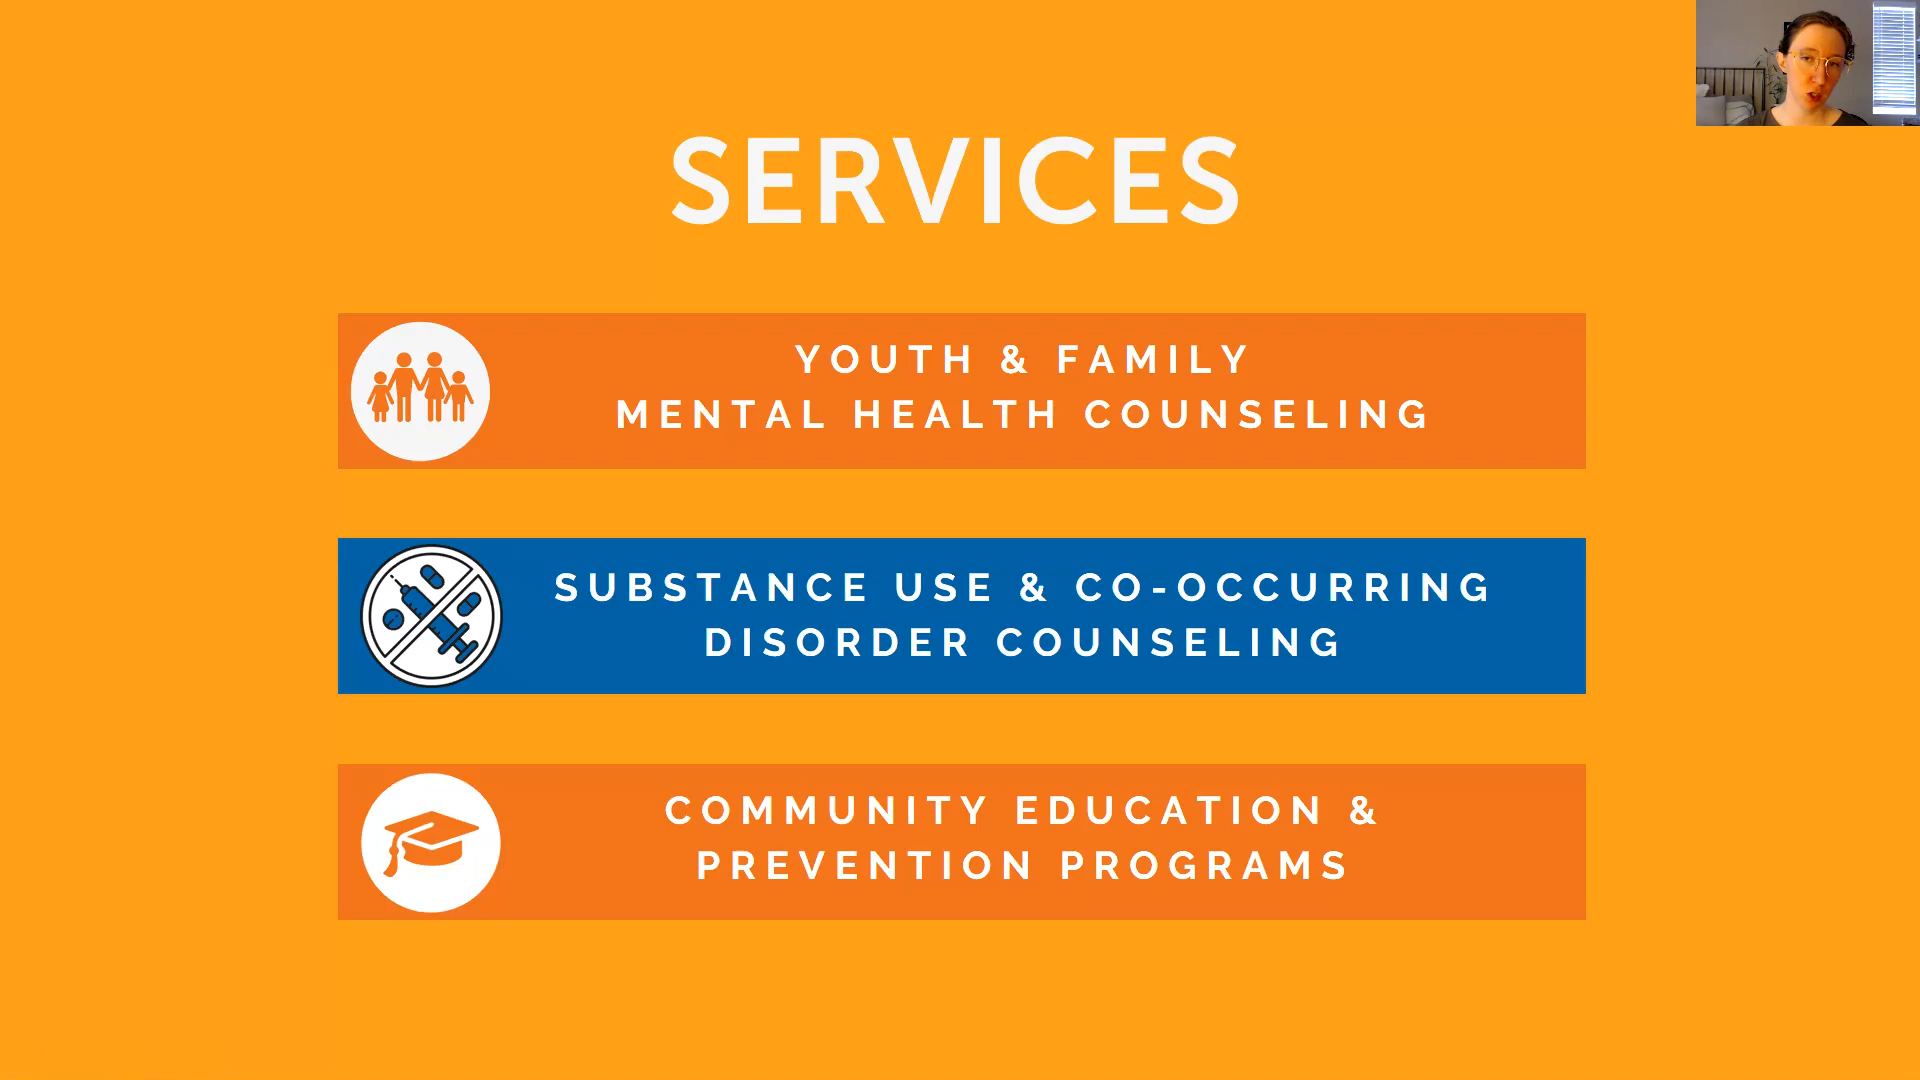 SERVICES
YOUTH & FAMILY
MENTAL HEALTH COUNSELING
SUBSTANCE USE & CO-OCCURRING
DISORDER COUNSELING
COMMUNITY EDUCATION &
PREVENTION PROGRAMS